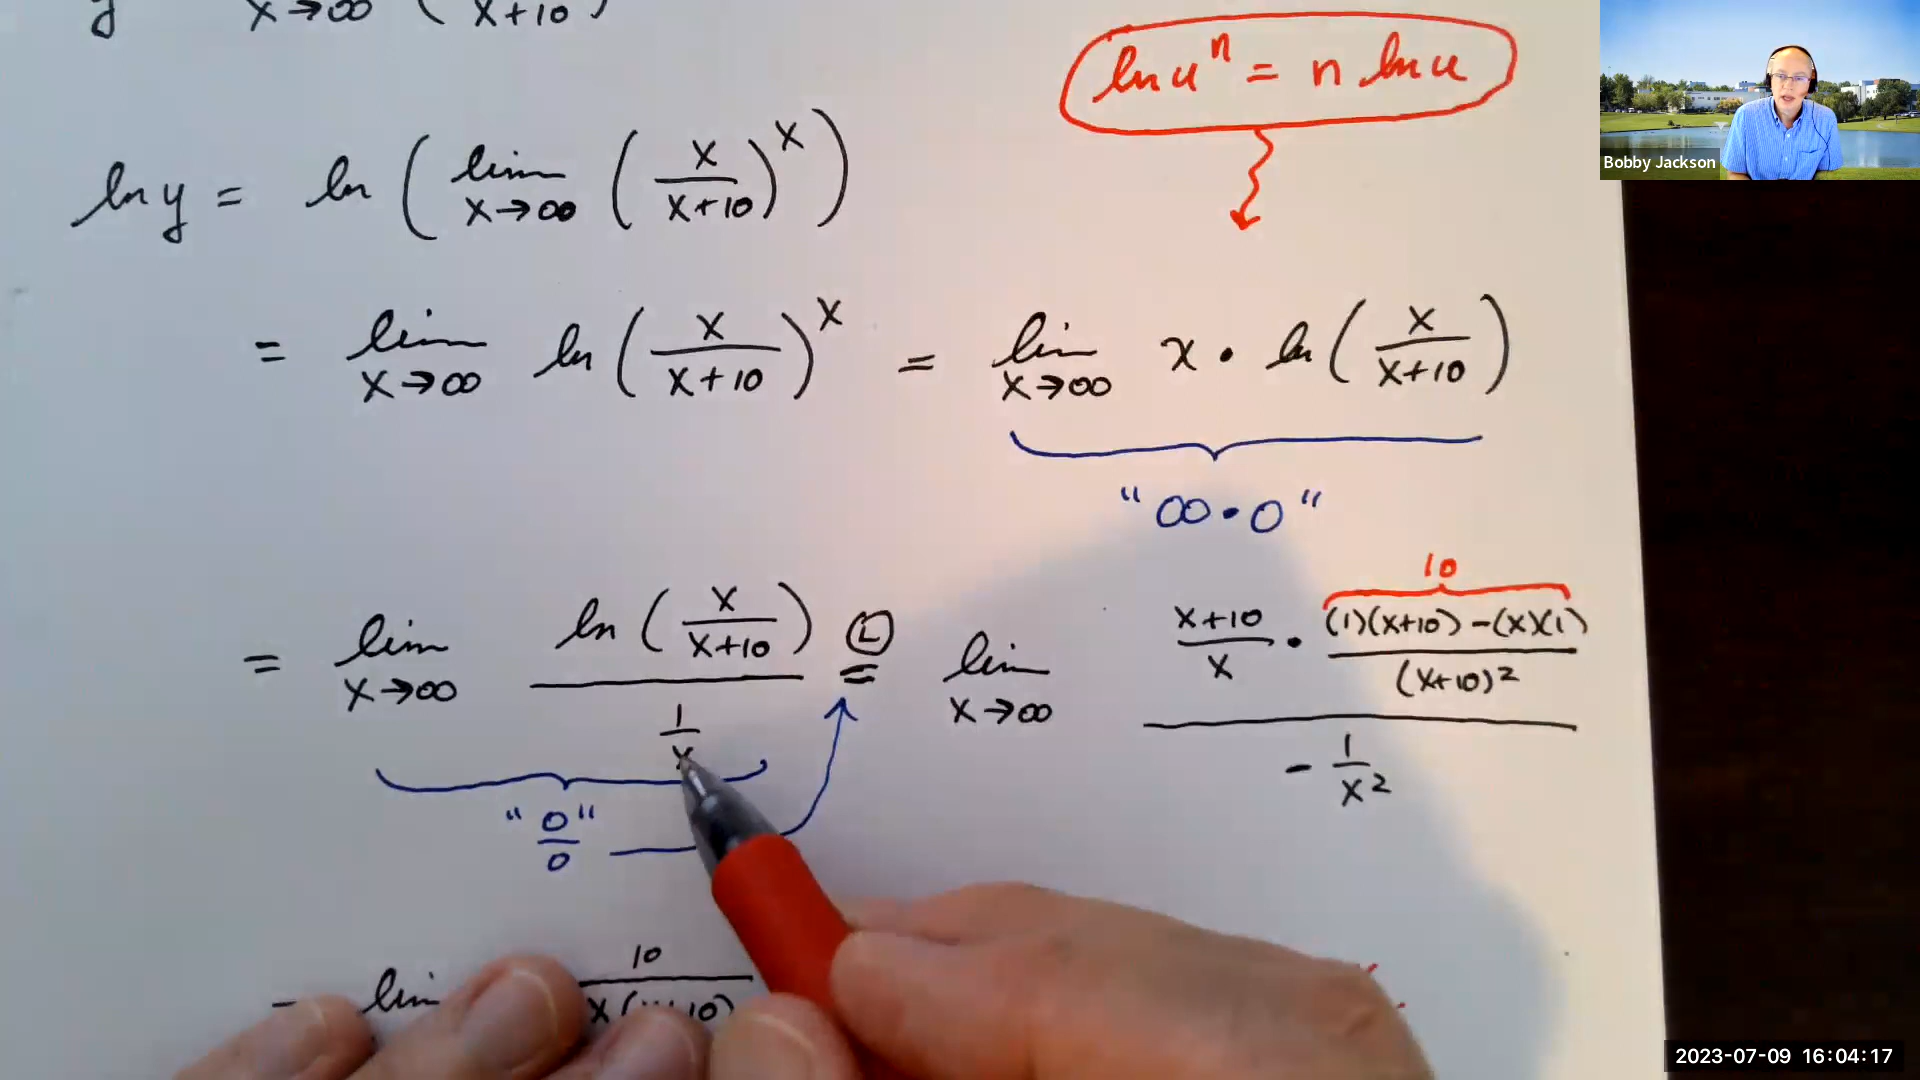 y x→∞ ( x+10 )
ln uⁿ = n ln u
Bobby Jackson
ln y = ln ( lim x→∞ ( x/(x+10) )^x )
= lim x→∞ ln ( x/(x+10) )^x = lim x→∞ x · ln ( x/(x+10) )
" ∞ · 0 "
10
= lim x→∞ ln ( x/(x+10) ) / (1/x) Ⓛ= lim x→∞ (x+10)/x · ((1)(x+10) - (x)(1))/(x+10)² / - 1/x²
" 0/0 "
lim 10
2023-07-09 16:04:17